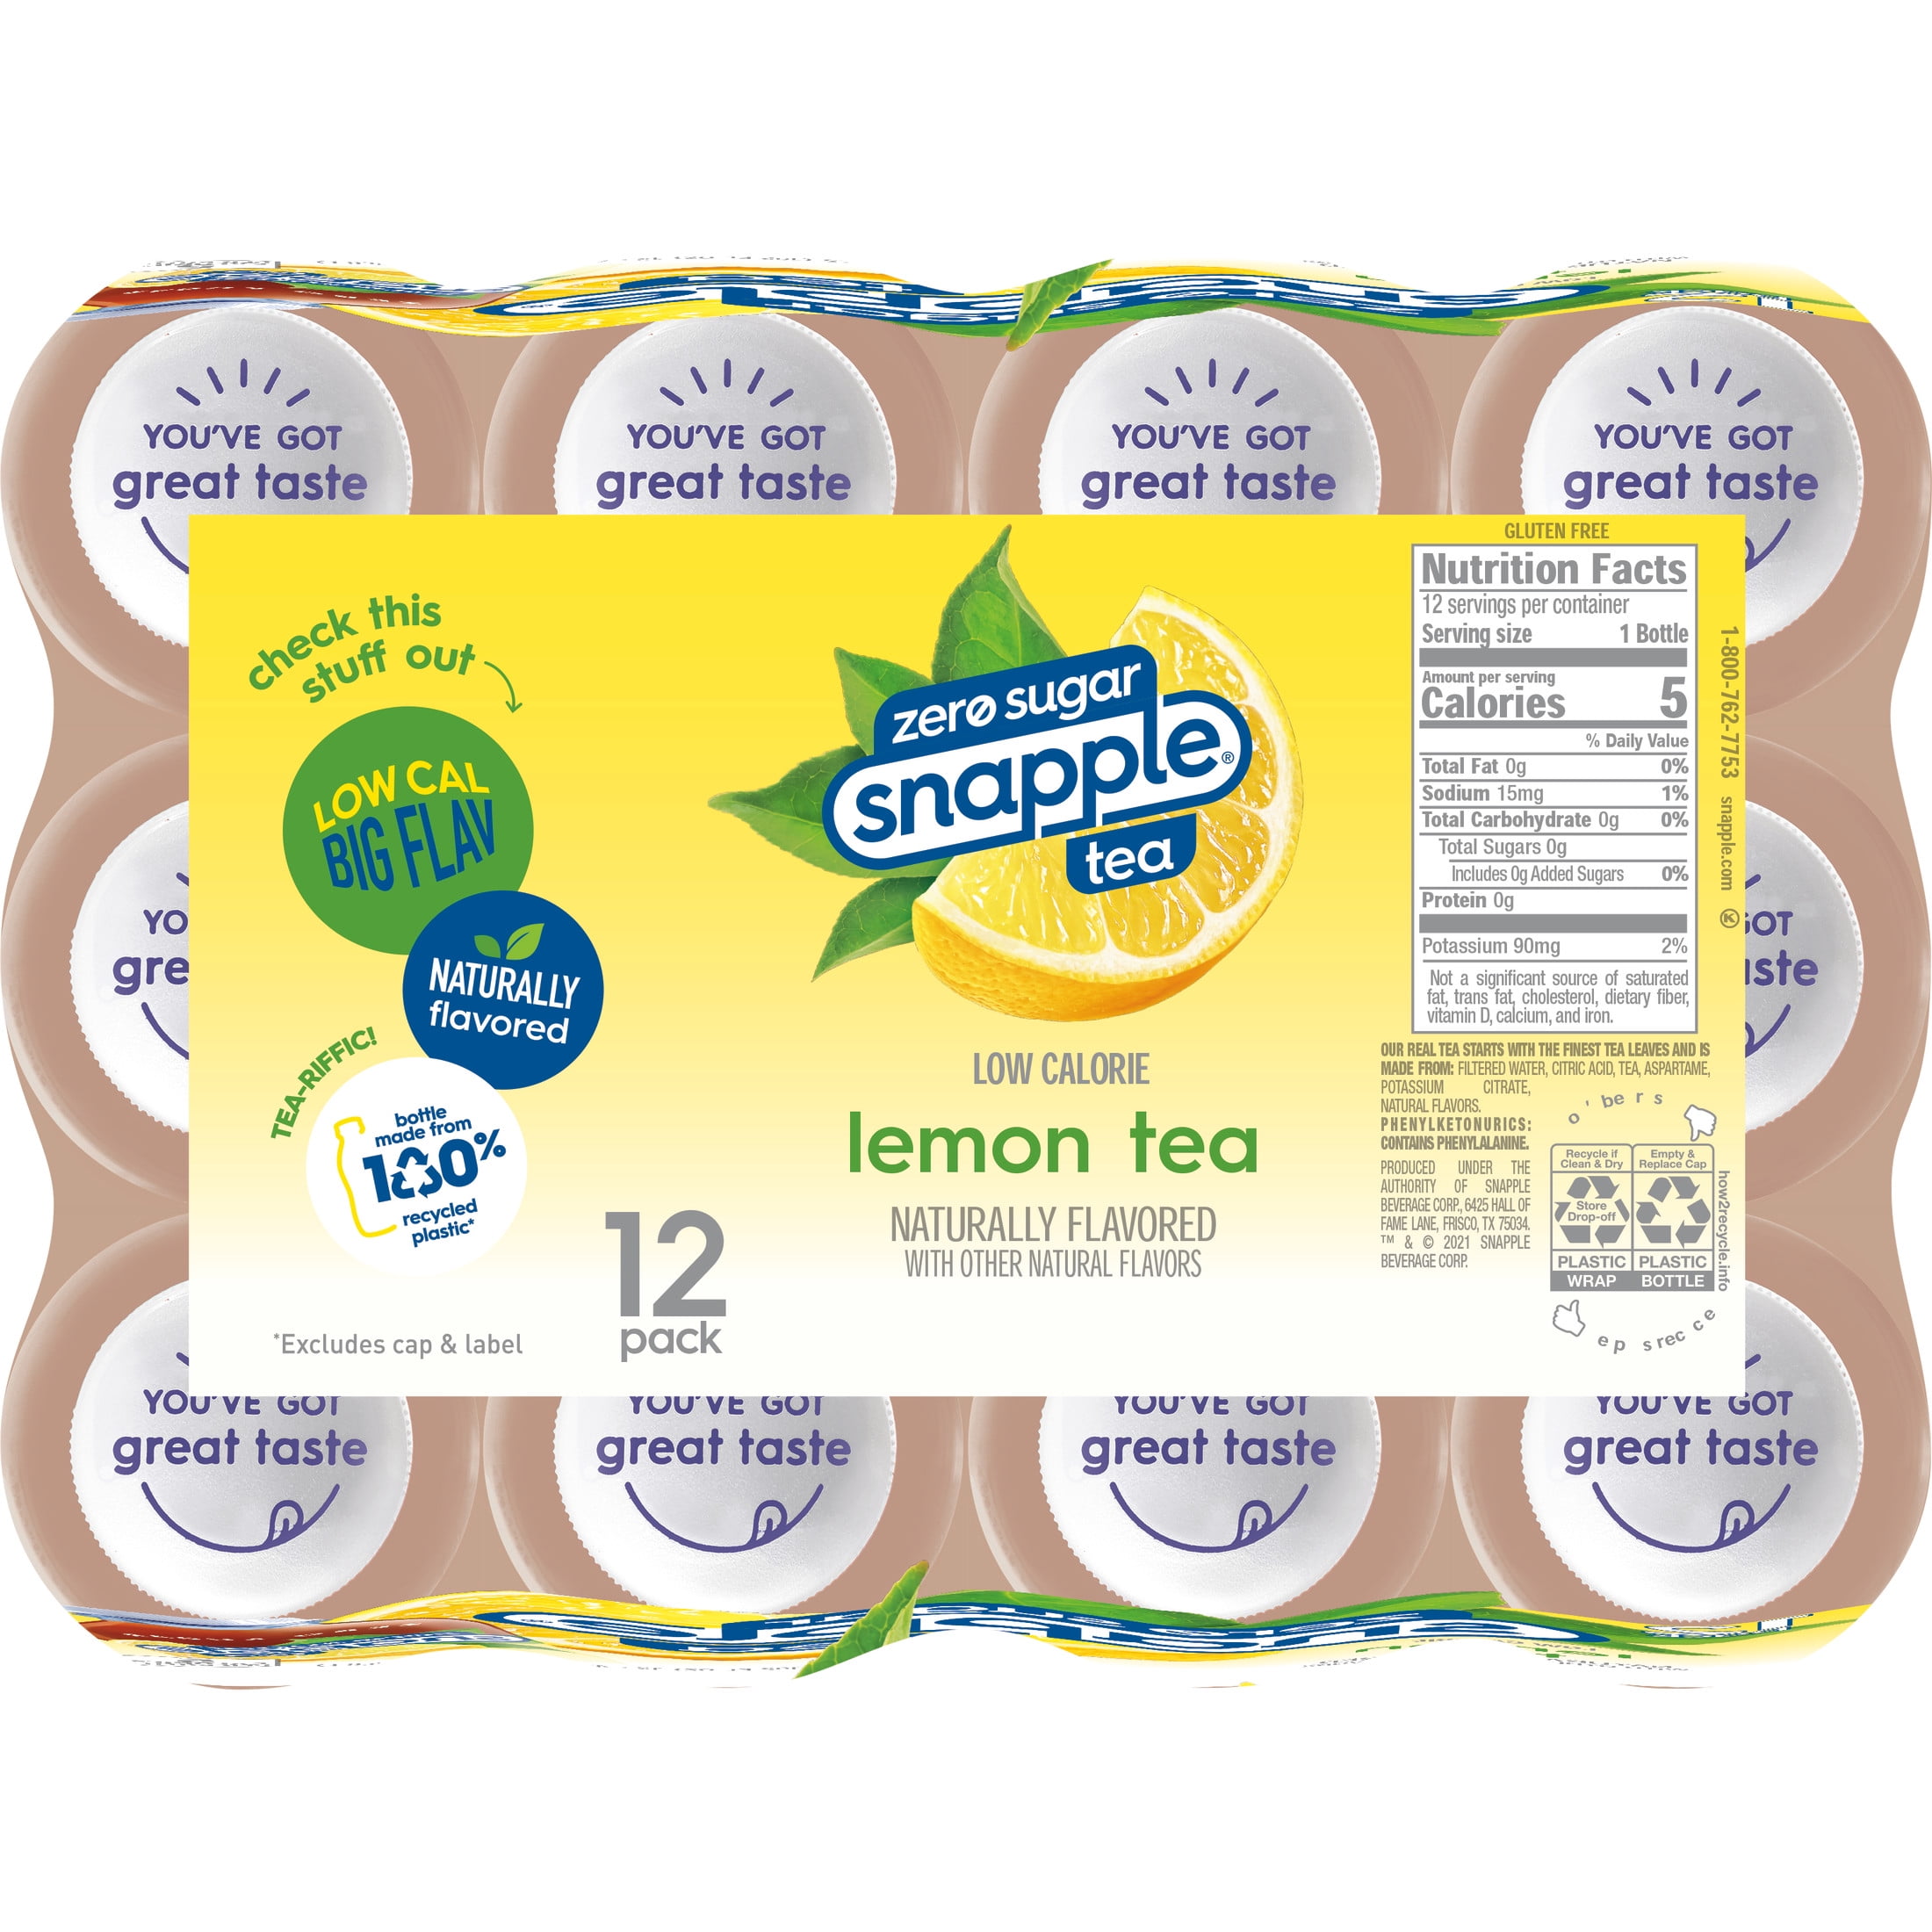 YOU'VE GOT
great taste
YOU'VE GOT
great taste
YOU'VE GOT
great taste
YOU'VE GOT
great taste
check this
stuff out
LOW CAL
BIG FLAV
NATURALLY
flavored
TEA-RIFFIC!
bottle
made from
100%
recycled
plastic*
*Excludes cap & label
12
pack
zero sugar
snapple®
tea
LOW CALORIE
lemon tea
NATURALLY FLAVORED
WITH OTHER NATURAL FLAVORS
GLUTEN FREE
Nutrition Facts
12 servings per container
Serving size 1 Bottle
Amount per serving
Calories 5
% Daily Value
Total Fat 0g 0%
Sodium 15mg 1%
Total Carbohydrate 0g 0%
Total Sugars 0g
Includes 0g Added Sugars 0%
Protein 0g
Potassium 90mg 2%
Not a significant source of saturated
fat, trans fat, cholesterol, dietary fiber,
vitamin D, calcium, and iron.
OUR REAL TEA STARTS WITH THE FINEST TEA LEAVES AND IS
MADE FROM: FILTERED WATER, CITRIC ACID, TEA, ASPARTAME,
POTASSIUM CITRATE,
NATURAL FLAVORS.
PHENYLKETONURICS:
CONTAINS PHENYLALANINE.
PRODUCED UNDER THE
AUTHORITY OF SNAPPLE
BEVERAGE CORP., 6425 HALL OF
FAME LANE, FRISCO, TX 75034.
™ & © 2021 SNAPPLE
BEVERAGE CORP.
Recycle if
Clean & Dry
Store
Drop-off
PLASTIC
WRAP
Empty &
Replace Cap
PLASTIC
BOTTLE
how2recycle.info
1-800-762-7753 snapple.com K
YO
gre
GOT
aste
YOU'VE GOT
great taste
YOU'VE GOT
great taste
YOU'VE GOT
great taste
YOU'VE GOT
great taste